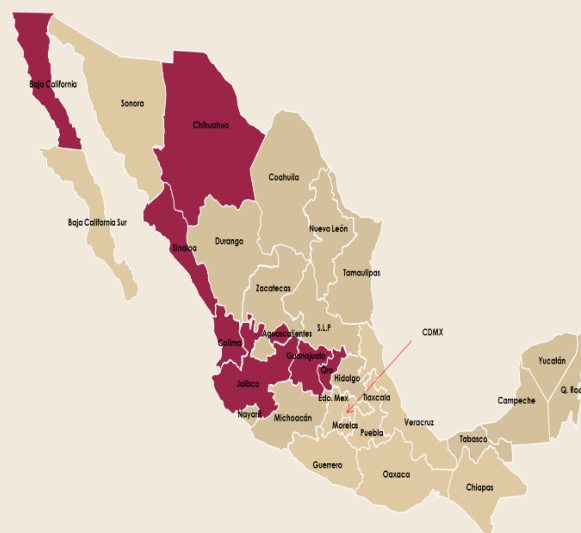 Baja California
Sonora
Chihuahua
Coahuila
Baja California Sur
Sinaloa
Durango
Nuevo León
Tamaulipas
Zacatecas
Aguascalientes
S.L.P
CDMX
Colima
Guanajuato
Qro
Hidalgo
Yucatán
Jalisco
Edo. Mex
Tlaxcala
Campeche
Q. Roo
Nayarit
Michoacán
Morelas
Puebla
Veracruz
Tabasco
Guerrero
Oaxaca
Chiapas